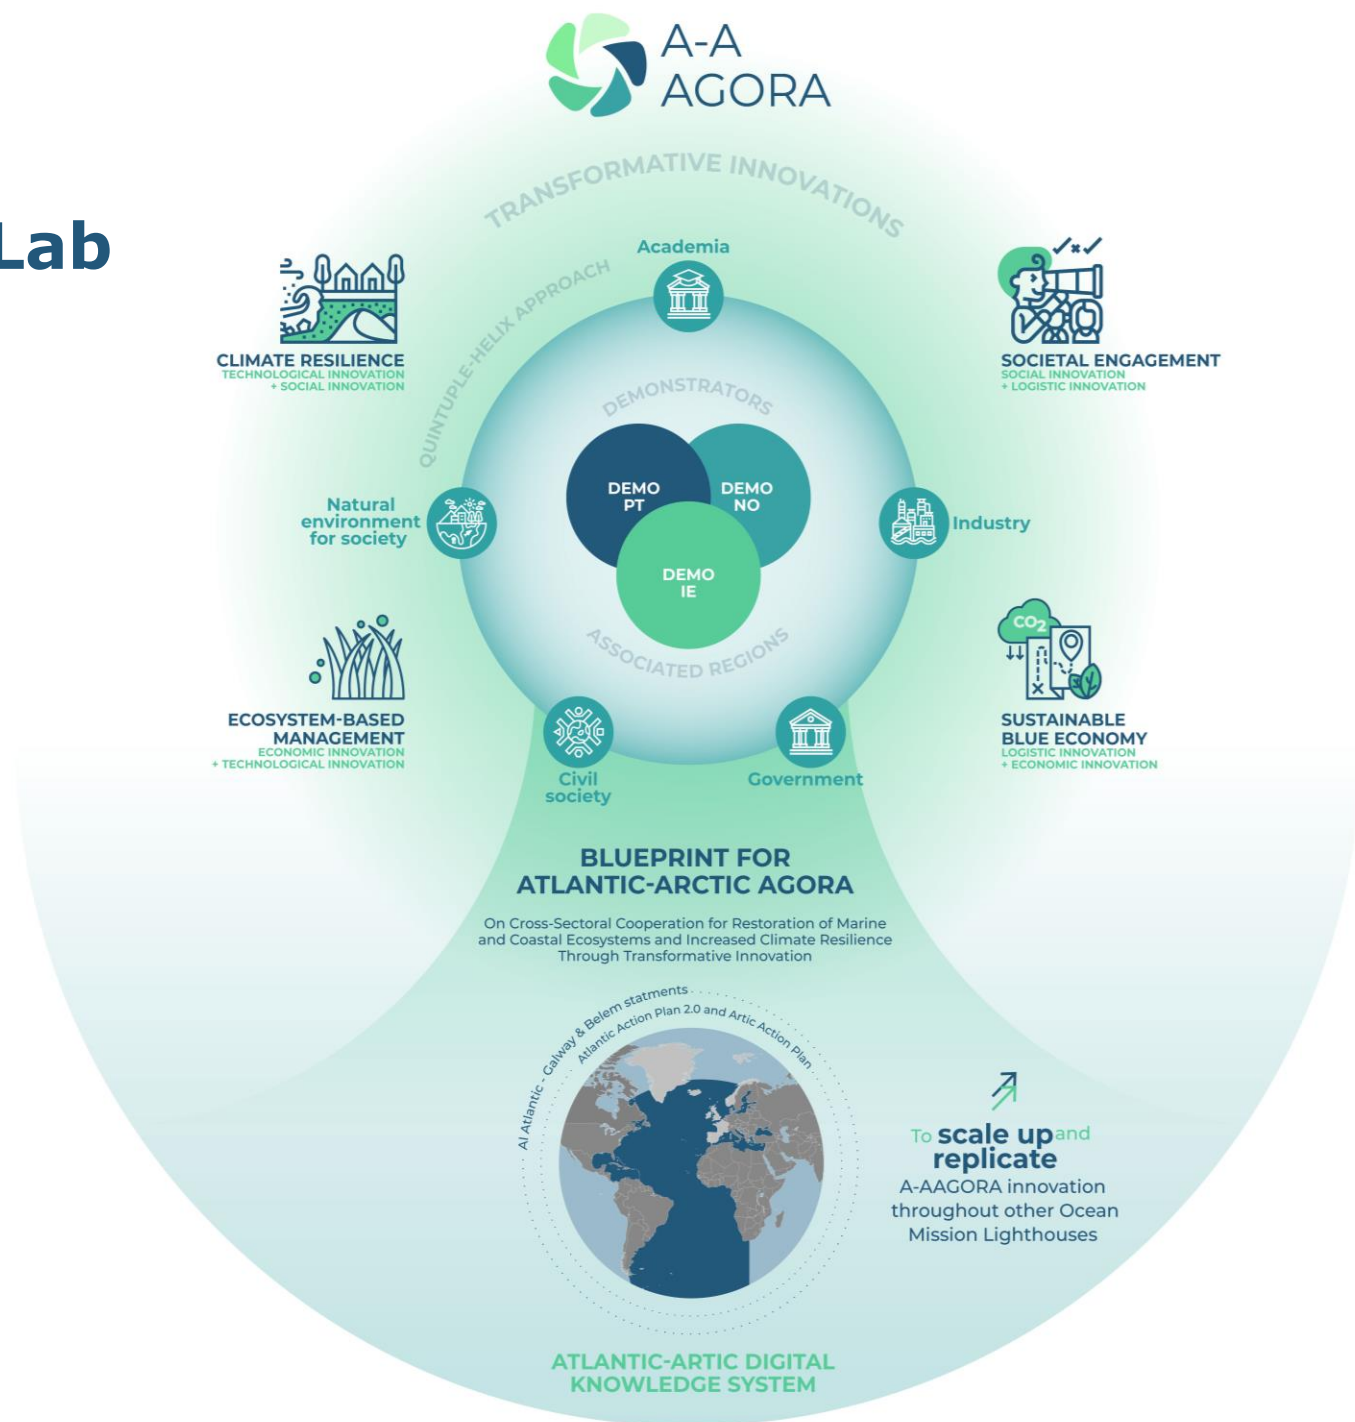 A-A
AGORA
Lab
TRANSFORMATIVE INNOVATIONS
QUINTUPLE-HELIX APPROACH
Academia
CLIMATE RESILIENCE
TECHNOLOGICAL INNOVATION
+ SOCIAL INNOVATION
SOCIETAL ENGAGEMENT
SOCIAL INNOVATION
+ LOGISTIC INNOVATION
DEMONSTRATORS
DEMO
PT
DEMO
NO
DEMO
IE
ASSOCIATED REGIONS
Natural
environment
for society
Industry
ECOSYSTEM-BASED
MANAGEMENT
ECONOMIC INNOVATION
+ TECHNOLOGICAL INNOVATION
CO2
SUSTAINABLE
BLUE ECONOMY
LOGISTIC INNOVATION
+ ECONOMIC INNOVATION
Civil
society
Government
BLUEPRINT FOR
ATLANTIC-ARCTIC AGORA
On Cross-Sectoral Cooperation for Restoration of Marine
and Coastal Ecosystems and Increased Climate Resilience
Through Transformative Innovation
Al Atlantic - Galway & Belem statments
Atlantic Action Plan 2.0 and Artic Action Plan
To scale up and
replicate
A-AAGORA innovation
throughout other Ocean
Mission Lighthouses
ATLANTIC-ARTIC DIGITAL
KNOWLEDGE SYSTEM